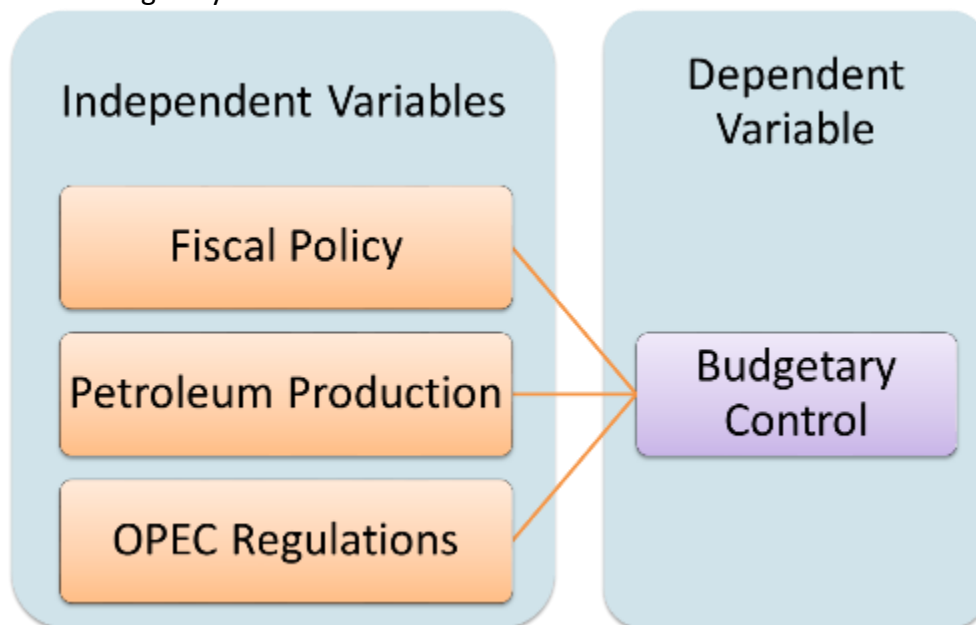 Independent Variables
Fiscal Policy
Petroleum Production
OPEC Regulations
Dependent
Variable
Budgetary
Control